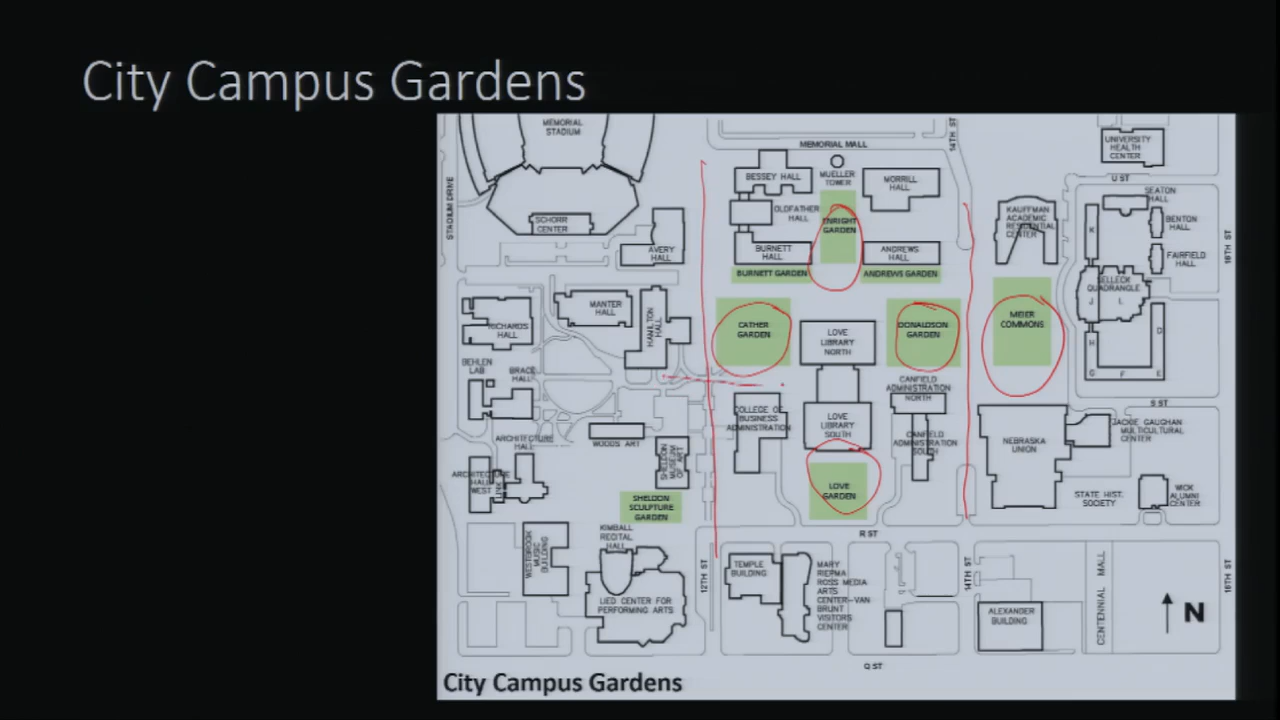 City Campus Gardens
MEMORIAL
STADIUM
STADIUM DRIVE
SCHORR
CENTER
AVERY
HALL
MEMORIAL MALL
14TH ST
BESSEY HALL
MUELLER
TOWER
MORRILL
HALL
OLDFATHER
HALL
ENRIGHT
GARDEN
BURNETT
HALL
ANDREWS
HALL
BURNETT GARDEN
ANDREWS GARDEN
UNIVERSITY
HEALTH
CENTER
U ST
SEATON
HALL
KAUFFMAN
ACADEMIC
RESIDENTIAL
CENTER
BENTON
HALL
FAIRFIELD
HALL
16TH ST
K
SELLECK
QUADRANGLE
J
L
H
D
G
F
E
MANTER
HALL
HAMILTON
HALL
RICHARDS
HALL
CATHER
GARDEN
LOVE
LIBRARY
NORTH
DONALDSON
GARDEN
MEIER
COMMONS
BEHLEN
LAB
BRACE
HALL
CANFIELD
ADMINISTRATION
NORTH
COLLEGE OF
BUSINESS
ADMINISTRATION
LOVE
LIBRARY
SOUTH
CANFIELD
ADMINISTRATION
SOUTH
S ST
NEBRASKA
UNION
JACKIE GAUGHAN
MULTICULTURAL
CENTER
ARCHITECTURE
HALL
WOODS ART
SHELDON
MUSEUM
OF ART
ARCHITECTURE
HALL
WEST
LINK
SHELDON
SCULPTURE
GARDEN
LOVE
GARDEN
STATE HIST.
SOCIETY
WICK
ALUMNI
CENTER
R ST
KIMBALL
RECITAL
HALL
WESTBROOK
MUSIC
BUILDING
LIED CENTER FOR
PERFORMING ARTS
12TH ST
TEMPLE
BUILDING
MARY
RIEPMA
ROSS MEDIA
ARTS
CENTER-VAN
BRUNT
VISITORS
CENTER
14TH ST
ALEXANDER
BUILDING
CENTENNIAL MALL
16TH ST
N
Q ST
City Campus Gardens